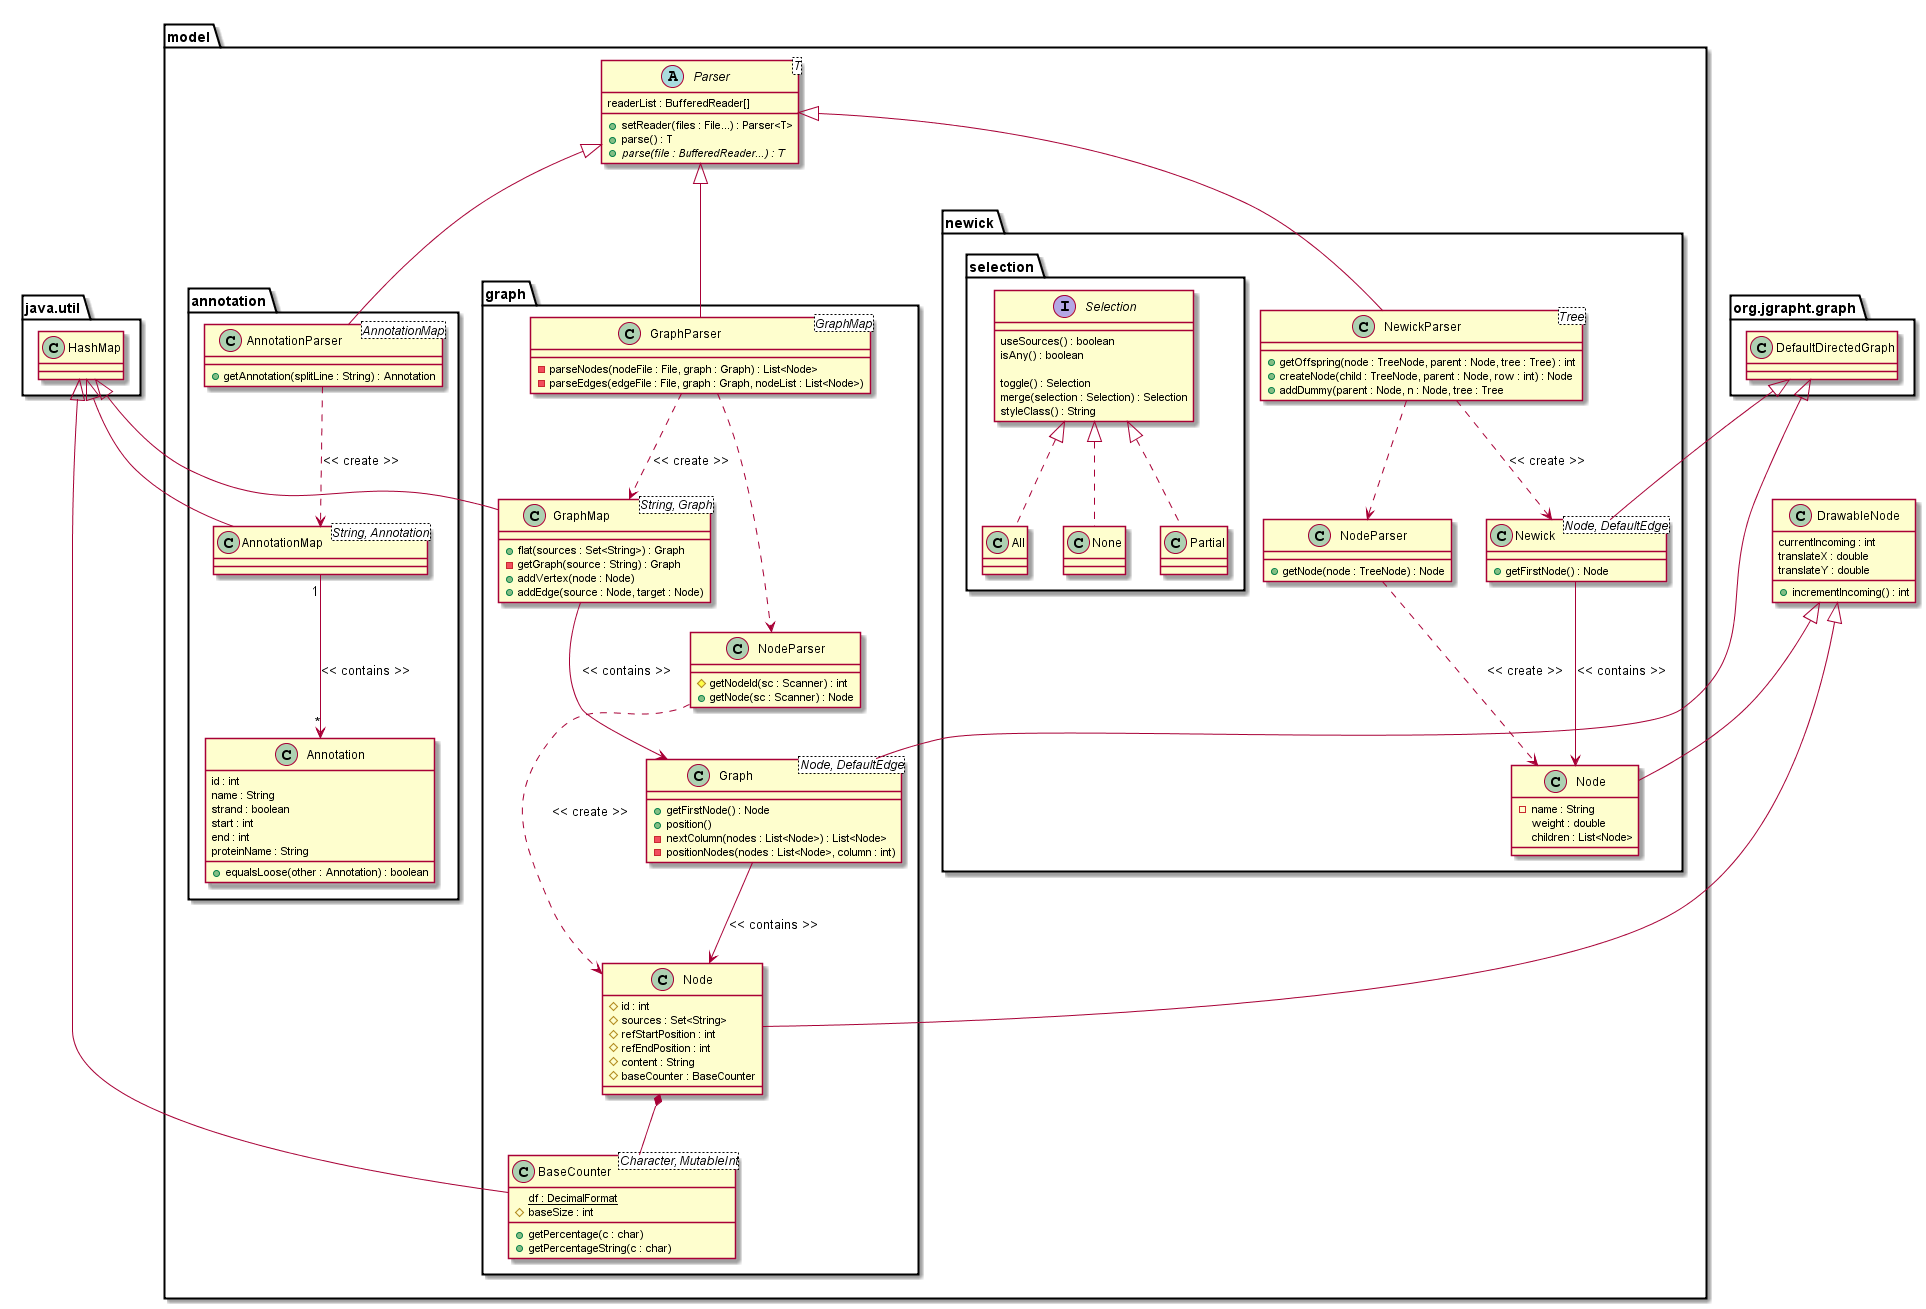 model
T
A Parser
readerList : BufferedReader[]
setReader(files : File...) : Parser<T>
parse() : T
parse(file : BufferedReader...) : T
java.util
C HashMap
annotation
AnnotationMap
C AnnotationParser
getAnnotation(splitLine : String) : Annotation
<< create >>
String, Annotation
C AnnotationMap
1
<< contains >>
*
C Annotation
id : int
name : String
strand : boolean
start : int
end : int
proteinName : String
equalsLoose(other : Annotation) : boolean
graph
GraphMap
C GraphParser
parseNodes(nodeFile : File, graph : Graph) : List<Node>
parseEdges(edgeFile : File, graph : Graph, nodeList : List<Node>)
<< create >>
String, Graph
C GraphMap
flat(sources : Set<String>) : Graph
getGraph(source : String) : Graph
addVertex(node : Node)
addEdge(source : Node, target : Node)
C NodeParser
getNodeId(sc : Scanner) : int
getNode(sc : Scanner) : Node
<< contains >>
Node, DefaultEdge
C Graph
getFirstNode() : Node
position()
nextColumn(nodes : List<Node>) : List<Node>
positionNodes(nodes : List<Node>, column : int)
<< create >>
<< contains >>
C Node
id : int
sources : Set<String>
refStartPosition : int
refEndPosition : int
content : String
baseCounter : BaseCounter
Character, MutableInt
C BaseCounter
df : DecimalFormat
baseSize : int
getPercentage(c : char)
getPercentageString(c : char)
newick
selection
I Selection
useSources() : boolean
isAny() : boolean
toggle() : Selection
merge(selection : Selection) : Selection
styleClass() : String
C All
C None
C Partial
Tree
C NewickParser
getOffspring(node : TreeNode, parent : Node, tree : Tree) : int
createNode(child : TreeNode, parent : Node, row : int) : Node
addDummy(parent : Node, n : Node, tree : Tree
<< create >>
C NodeParser
getNode(node : TreeNode) : Node
Node, DefaultEdge
C Newick
getFirstNode() : Node
<< create >>
<< contains >>
C Node
name : String
weight : double
children : List<Node>
org.jgrapht.graph
C DefaultDirectedGraph
C DrawableNode
currentIncoming : int
translateX : double
translateY : double
incrementIncoming() : int